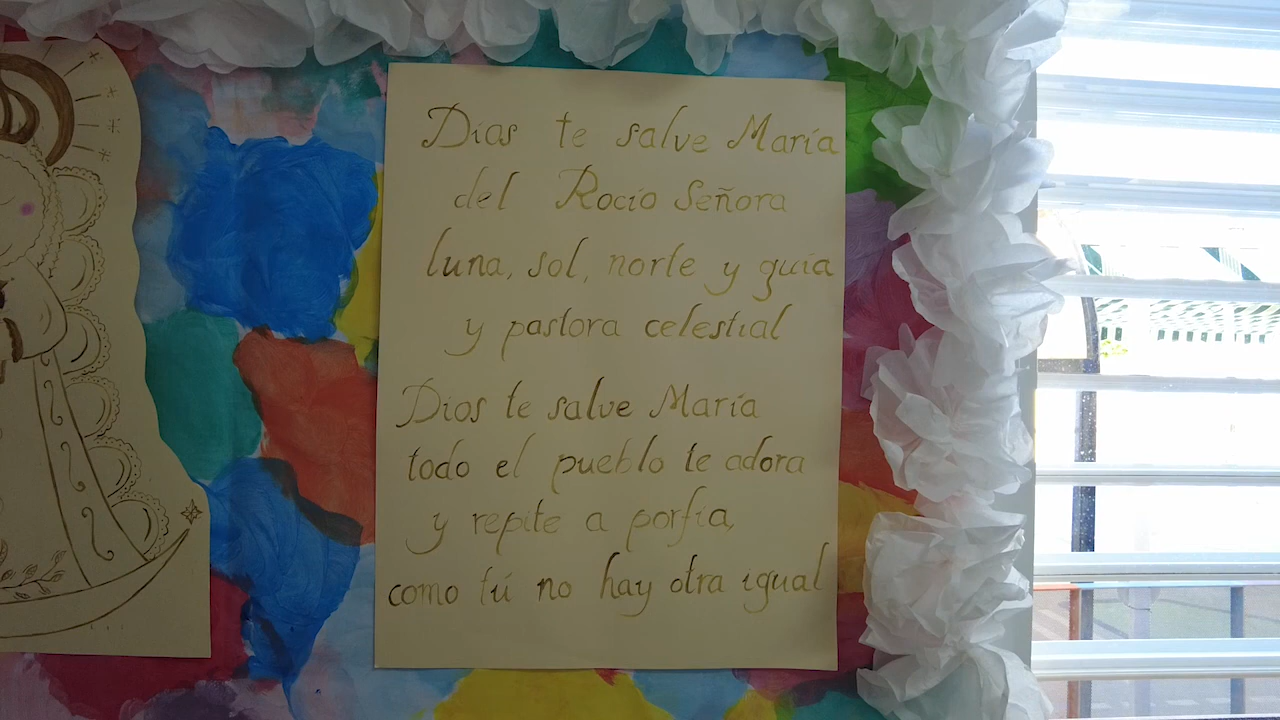 Dios te salve María
del Rocío Señora
luna, sol, norte y guía
y pastora celestial
Dios te salve María
todo el pueblo te adora
y repite a porfía,
como tú no hay otra igual